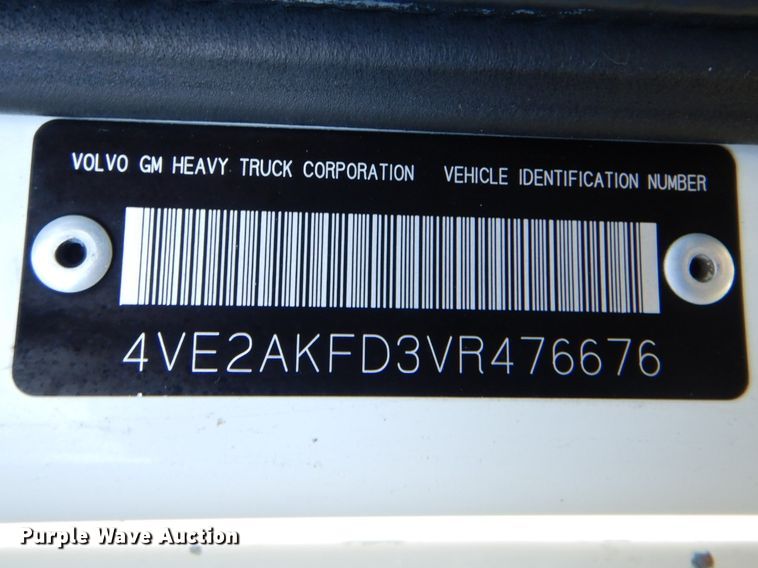 VOLVO GM HEAVY TRUCK CORPORATION VEHICLE IDENTIFICATION NUMBER
4VE2AKFD3VR476676
Purple Wave Auction